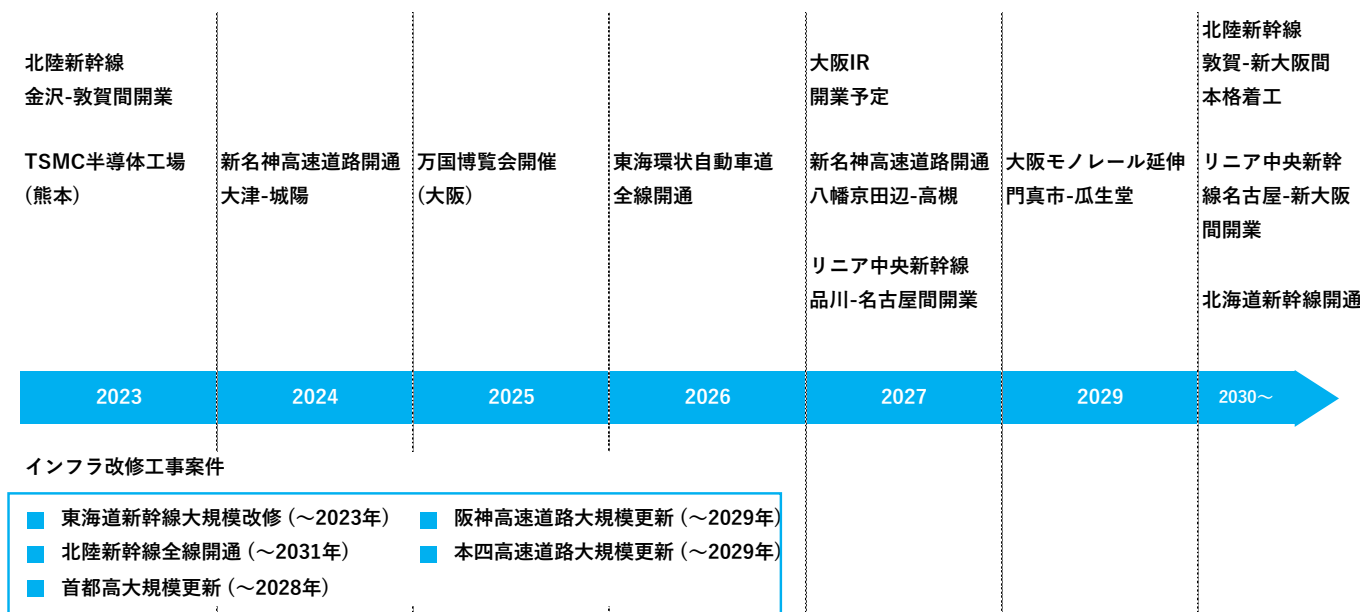 北陸新幹線
金沢-敦賀間開業
TSMC半導体工場
(熊本)
新名神高速道路開通
大津-城陽
万国博覧会開催
(大阪)
東海環状自動車道
全線開通
大阪IR
開業予定
新名神高速道路開通
八幡京田辺-高槻
リニア中央新幹線
品川-名古屋間開業
大阪モノレール延伸
門真市-瓜生堂
北陸新幹線
敦賀-新大阪間
本格着工
リニア中央新幹
線名古屋-新大阪
間開業
北海道新幹線開通
2023
2024
2025
2026
2027
2029
2030～
インフラ改修工事案件
東海道新幹線大規模改修 (～2023年)
北陸新幹線全線開通 (～2031年)
首都高大規模更新 (～2028年)
阪神高速道路大規模更新 (～2029年)
本四高速道路大規模更新 (～2029年)